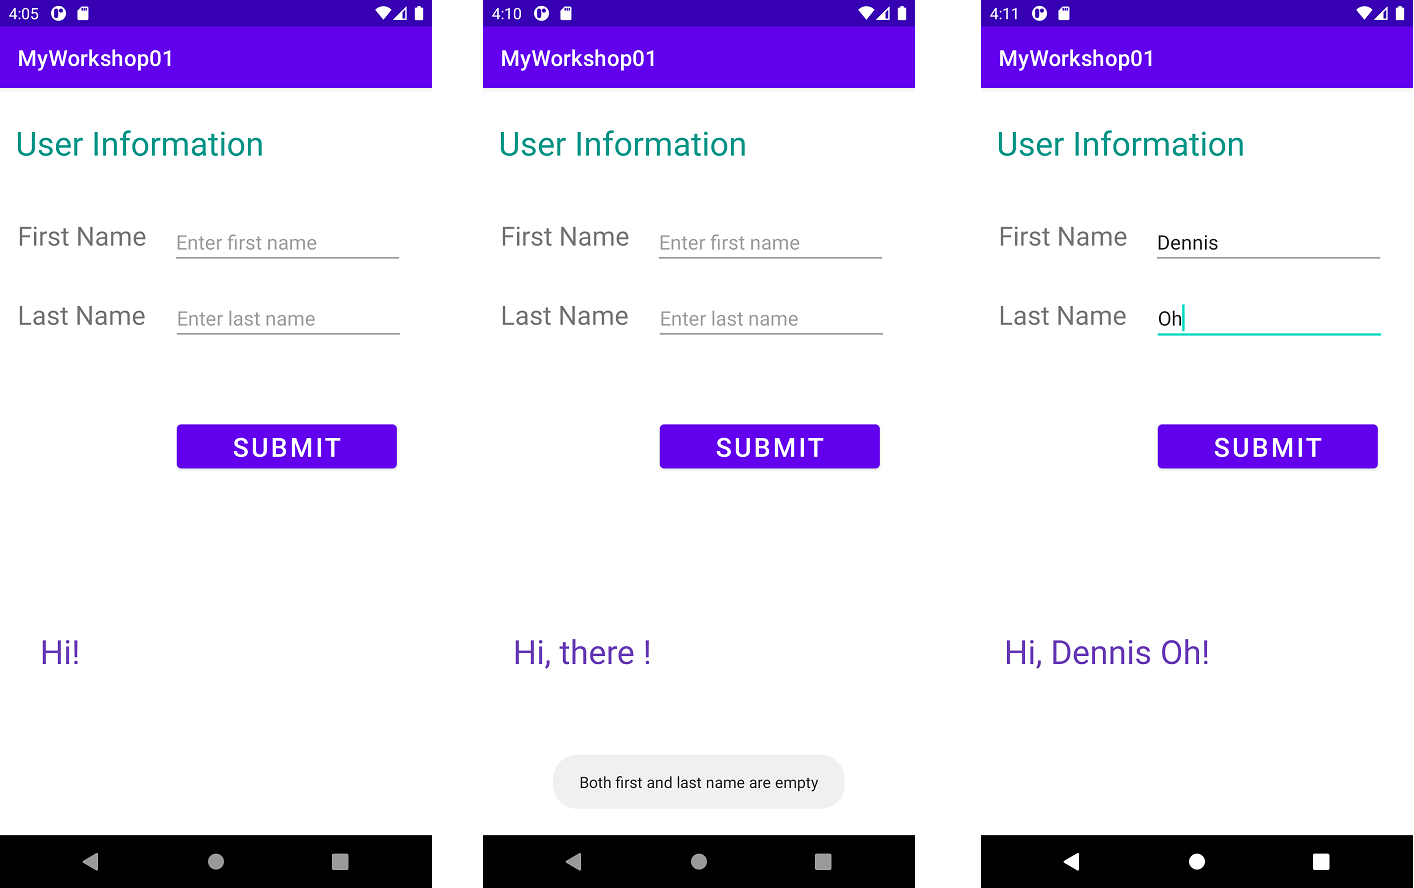 4:05
MyWorkshop01
User Information
First Name
Enter first name
Last Name
Enter last name
SUBMIT
Hi!
4:10
MyWorkshop01
User Information
First Name
Enter first name
Last Name
Enter last name
SUBMIT
Hi, there !
Both first and last name are empty
4:11
MyWorkshop01
User Information
First Name
Dennis
Last Name
Oh
SUBMIT
Hi, Dennis Oh!